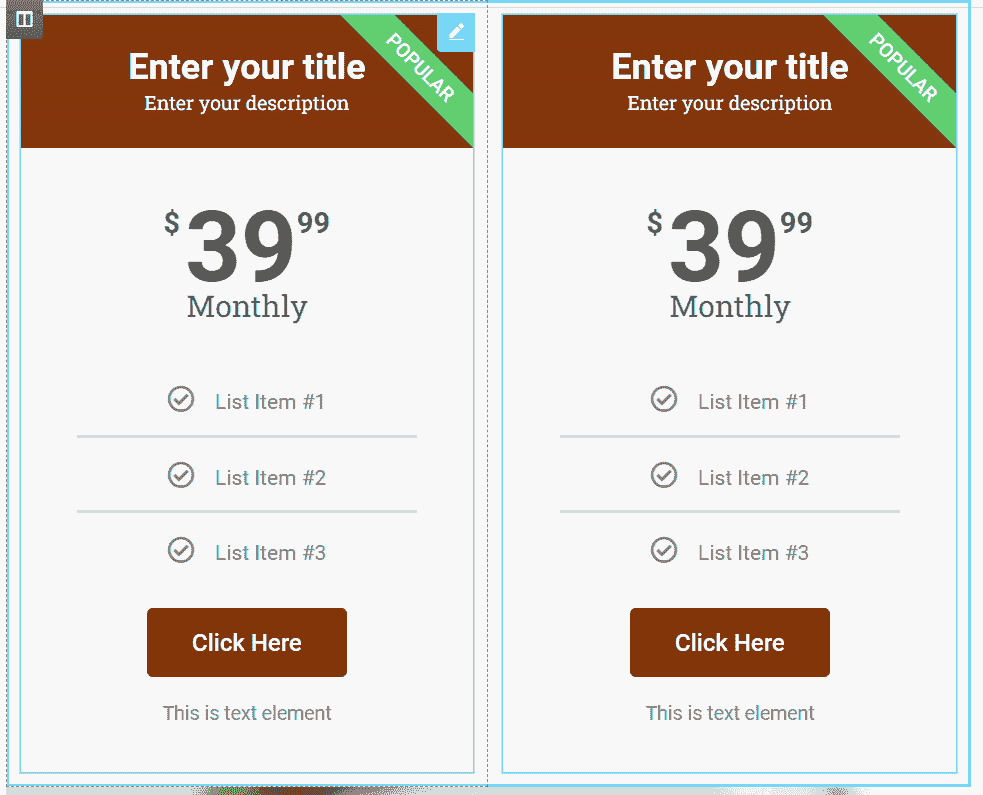 Enter your title
Enter your description
POPULAR
$39 99
Monthly
List Item #1
List Item #2
List Item #3
Click Here
This is text element
Enter your title
Enter your description
POPULAR
$39 99
Monthly
List Item #1
List Item #2
List Item #3
Click Here
This is text element